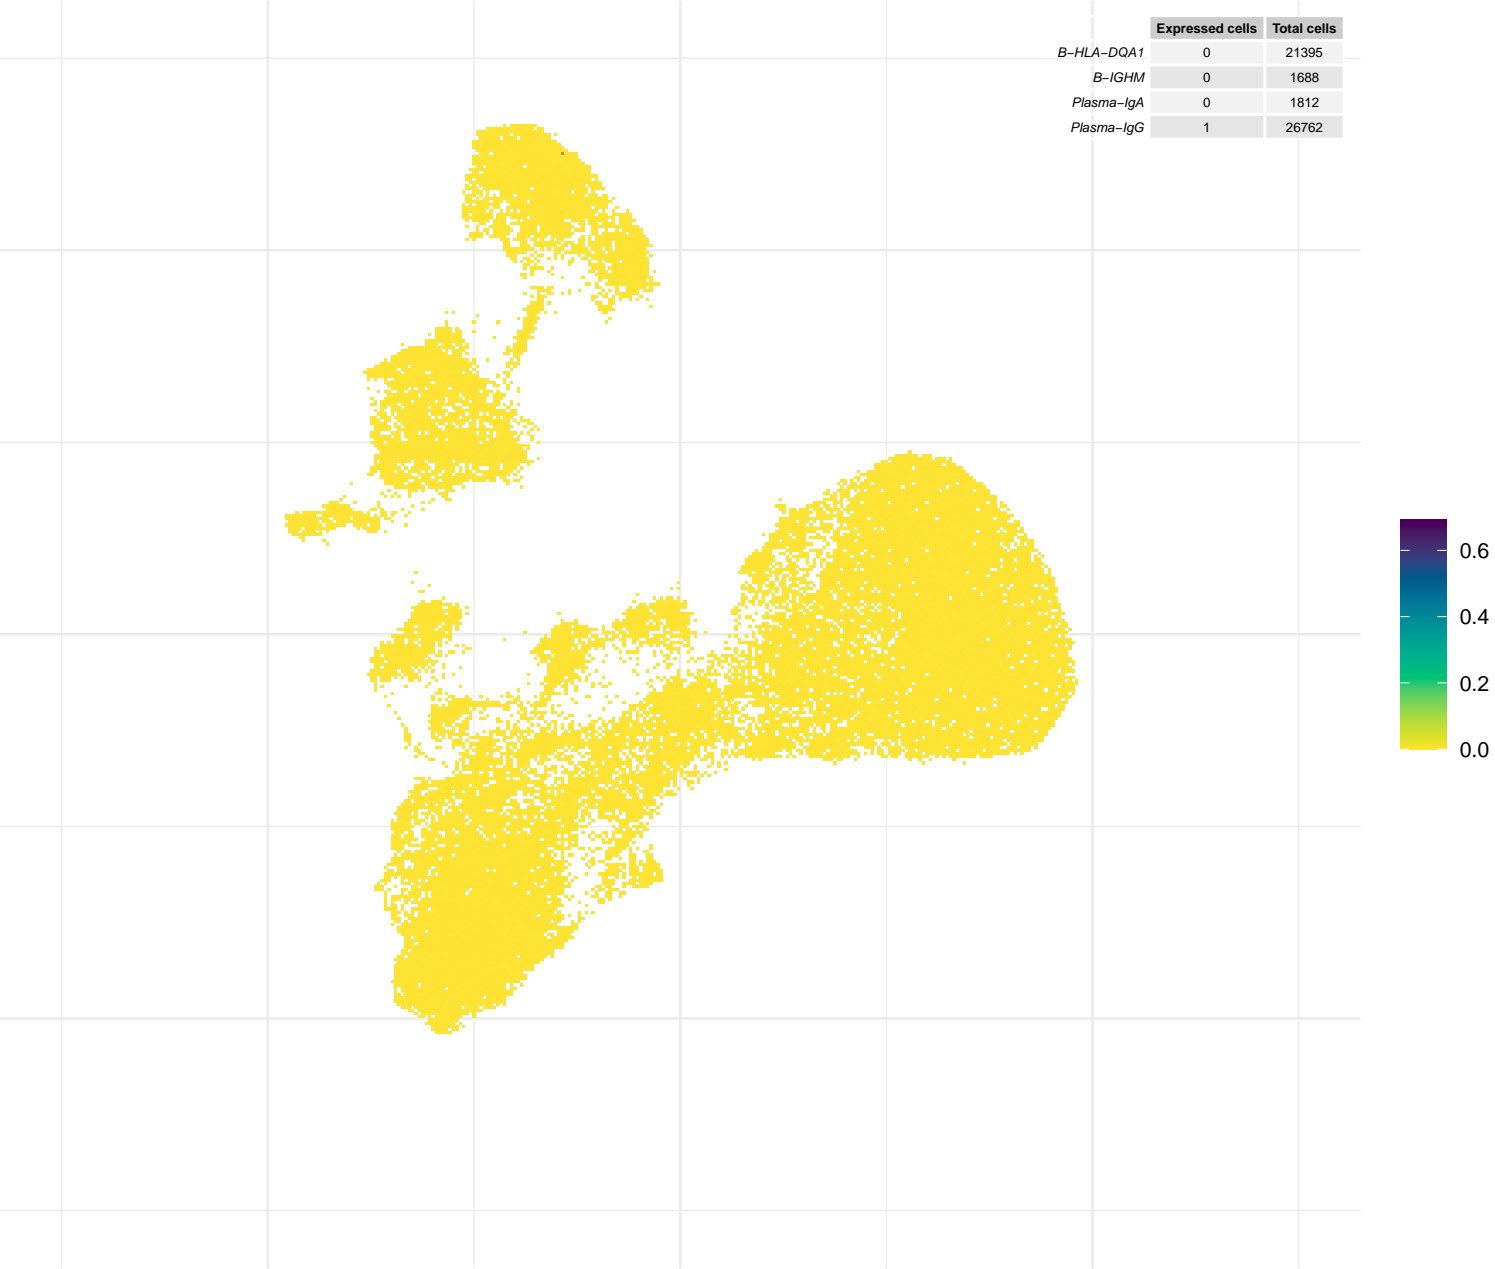 Expressed cells Total cells
B−HLA−DQA1 0 21395
B−IGHM 0 1688
Plasma−IgA 0 1812
Plasma−IgG 1 26762
0.6
0.4
0.2
0.0